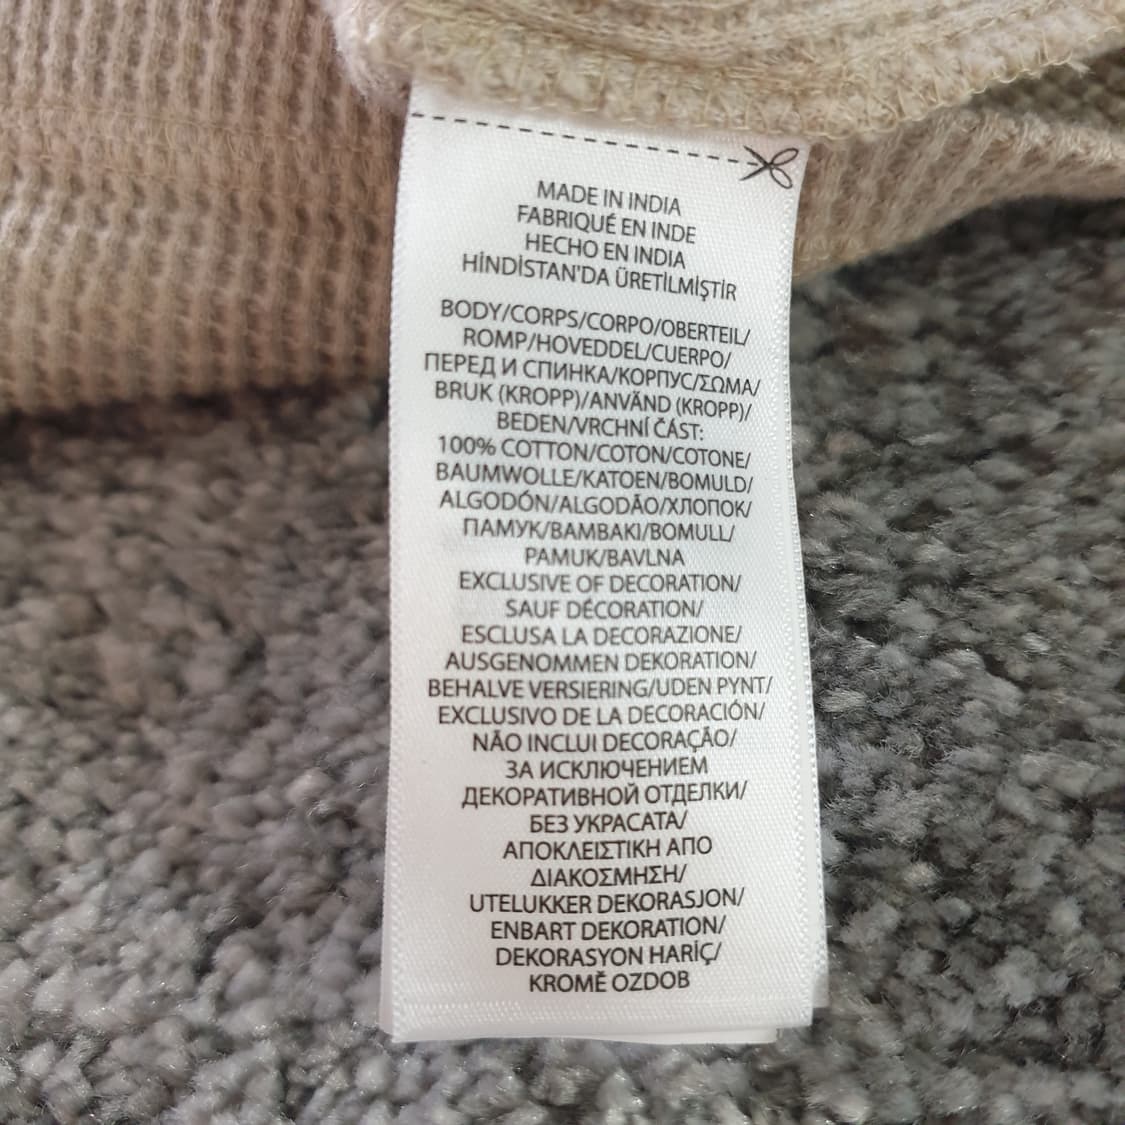 MADE IN INDIA
FABRIQUÉ EN INDE
HECHO EN INDIA
HİNDİSTAN'DA ÜRETİLMİŞTİR
BODY/CORPS/CORPO/OBERTEIL/
ROMP/HOVEDDEL/CUERPO/
ПЕРЕД И СПИНКА/КОРПУС/ΣΩΜΑ/
BRUK (KROPP)/ANVÄND (KROPP)/
BEDEN/VRCHNÍ ČÁST:
100% COTTON/COTON/COTONE/
BAUMWOLLE/KATOEN/BOMULD/
ALGODÓN/ALGODÃO/ХЛОПОК/
ПАМУК/ΒΑΜΒΑΚΙ/BOMULL/
PAMUK/BAVLNA
EXCLUSIVE OF DECORATION/
SAUF DÉCORATION/
ESCLUSA LA DECORAZIONE/
AUSGENOMMEN DEKORATION/
BEHALVE VERSIERING/UDEN PYNT/
EXCLUSIVO DE LA DECORACIÓN/
NÃO INCLUI DECORAÇÃO/
ЗА ИСКЛЮЧЕНИЕМ
ДЕКОРАТИВНОЙ ОТДЕЛКИ/
БЕЗ УКРАСАТА/
ΑΠΟΚΛΕΙΣΤΙΚΗ ΑΠΟ
ΔΙΑΚΟΣΜΗΣΗ/
UTELUKKER DEKORASJON/
ENBART DEKORATION/
DEKORASYON HARİÇ/
KROMĚ OZDOB